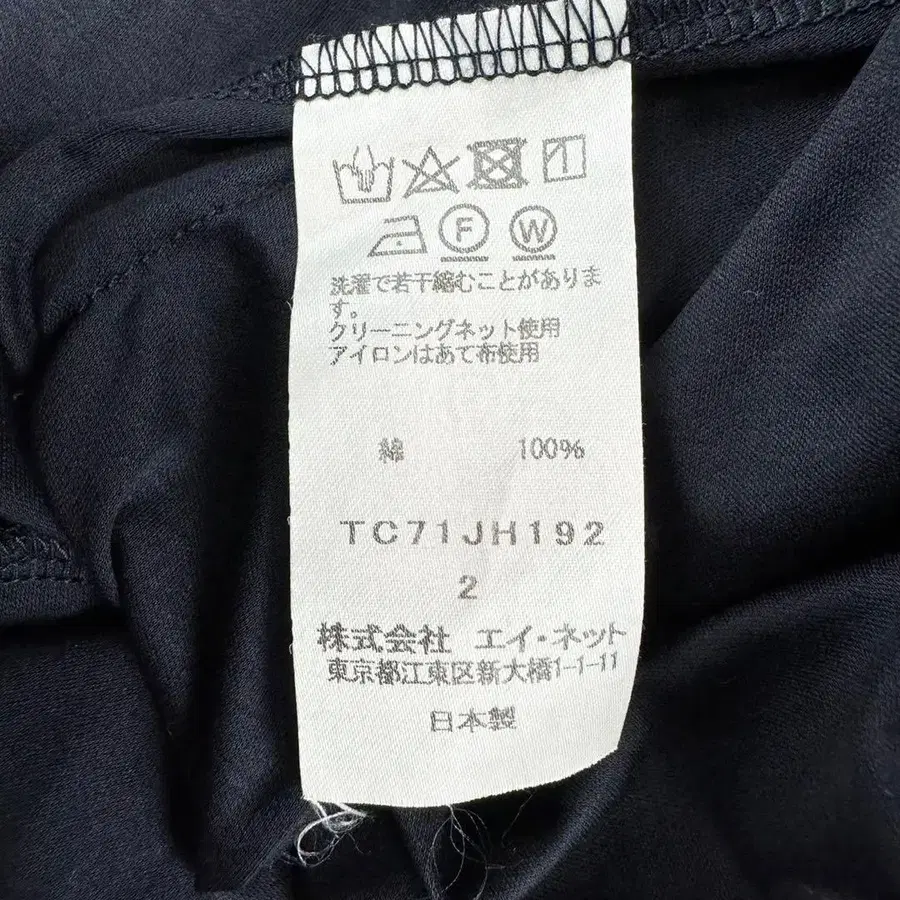 F W
洗濯で若干縮むことがありま
す。
クリーニングネット使用
アイロンはあて布使用
綿 100%
TC71JH192
2
株式会社 エイ・ネット
東京都江東区新大橋1-1-11
日本製